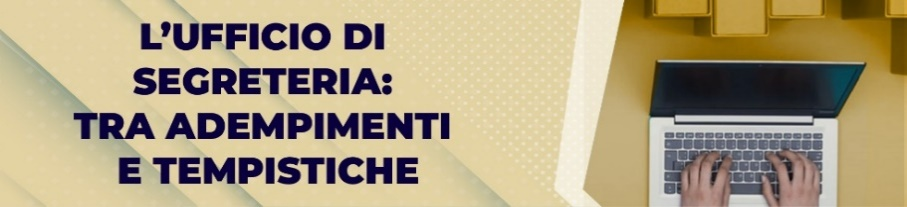 L’UFFICIO DI
SEGRETERIA:
TRA ADEMPIMENTI
E TEMPISTICHE